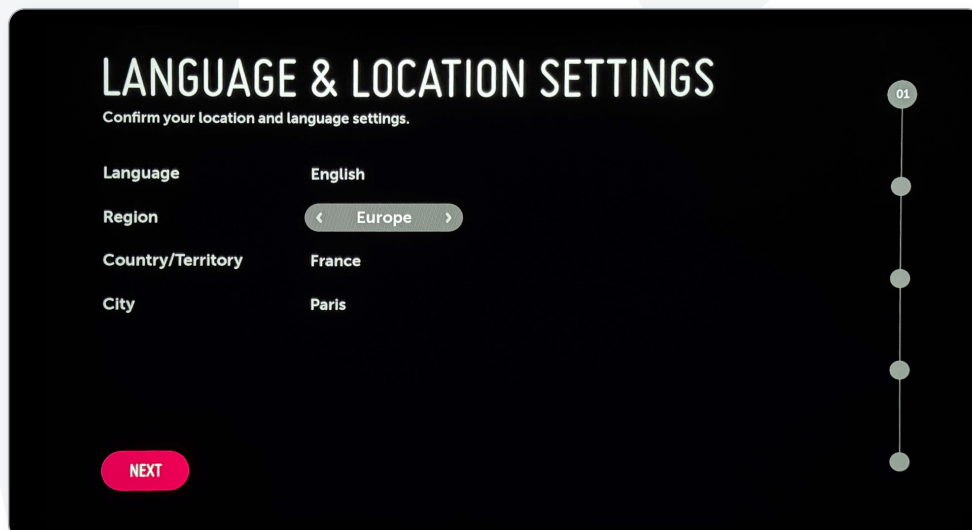 LANGUAGE & LOCATION SETTINGS
Confirm your location and language settings.
01
Language English
Region < Europe >
Country/Territory France
City Paris
NEXT